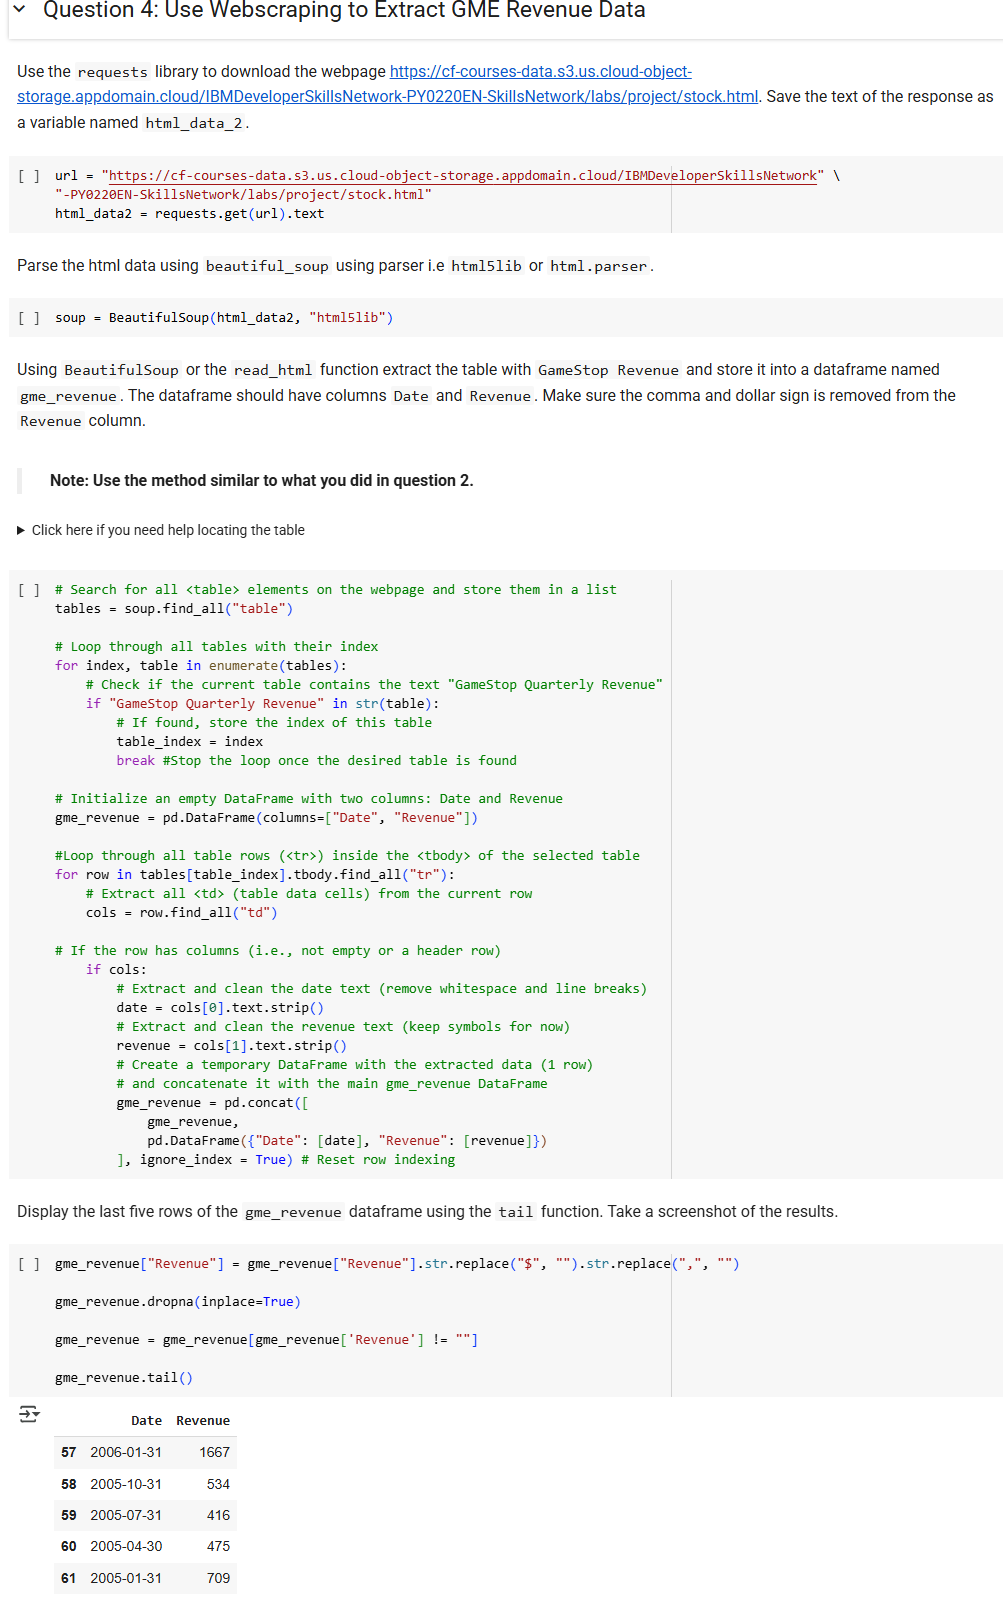 Question 4: Use Webscraping to Extract GME Revenue Data
Use the requests library to download the webpage https://cf-courses-data.s3.us.cloud-object-
storage.appdomain.cloud/IBMDeveloperSkillsNetwork-PY0220EN-SkillsNetwork/labs/project/stock.html. Save the text of the response as
a variable named html_data_2.
[ ] url = "https://cf-courses-data.s3.us.cloud-object-storage.appdomain.cloud/IBMDeveloperSkillsNetwork" \
"-PY0220EN-SkillsNetwork/labs/project/stock.html"
html_data2 = requests.get(url).text
Parse the html data using beautiful_soup using parser i.e html5lib or html.parser.
[ ] soup = BeautifulSoup(html_data2, "html5lib")
Using BeautifulSoup or the read_html function extract the table with GameStop Revenue and store it into a dataframe named
gme_revenue. The dataframe should have columns Date and Revenue. Make sure the comma and dollar sign is removed from the
Revenue column.
Note: Use the method similar to what you did in question 2.
Click here if you need help locating the table
[ ] # Search for all <table> elements on the webpage and store them in a list
tables = soup.find_all("table")
# Loop through all tables with their index
for index, table in enumerate(tables):
    # Check if the current table contains the text "GameStop Quarterly Revenue"
    if "GameStop Quarterly Revenue" in str(table):
        # If found, store the index of this table
        table_index = index
        break #Stop the loop once the desired table is found
# Initialize an empty DataFrame with two columns: Date and Revenue
gme_revenue = pd.DataFrame(columns=["Date", "Revenue"])
#Loop through all table rows (<tr>) inside the <tbody> of the selected table
for row in tables[table_index].tbody.find_all("tr"):
    # Extract all <td> (table data cells) from the current row
    cols = row.find_all("td")
# If the row has columns (i.e., not empty or a header row)
    if cols:
        # Extract and clean the date text (remove whitespace and line breaks)
        date = cols[0].text.strip()
        # Extract and clean the revenue text (keep symbols for now)
        revenue = cols[1].text.strip()
        # Create a temporary DataFrame with the extracted data (1 row)
        # and concatenate it with the main gme_revenue DataFrame
        gme_revenue = pd.concat([
            gme_revenue,
            pd.DataFrame({"Date": [date], "Revenue": [revenue]})
        ], ignore_index = True) # Reset row indexing
Display the last five rows of the gme_revenue dataframe using the tail function. Take a screenshot of the results.
[ ] gme_revenue["Revenue"] = gme_revenue["Revenue"].str.replace("$", "").str.replace(",", "")
gme_revenue.dropna(inplace=True)
gme_revenue = gme_revenue[gme_revenue['Revenue'] != ""]
gme_revenue.tail()
Date Revenue
57 2006-01-31 1667
58 2005-10-31 534
59 2005-07-31 416
60 2005-04-30 475
61 2005-01-31 709